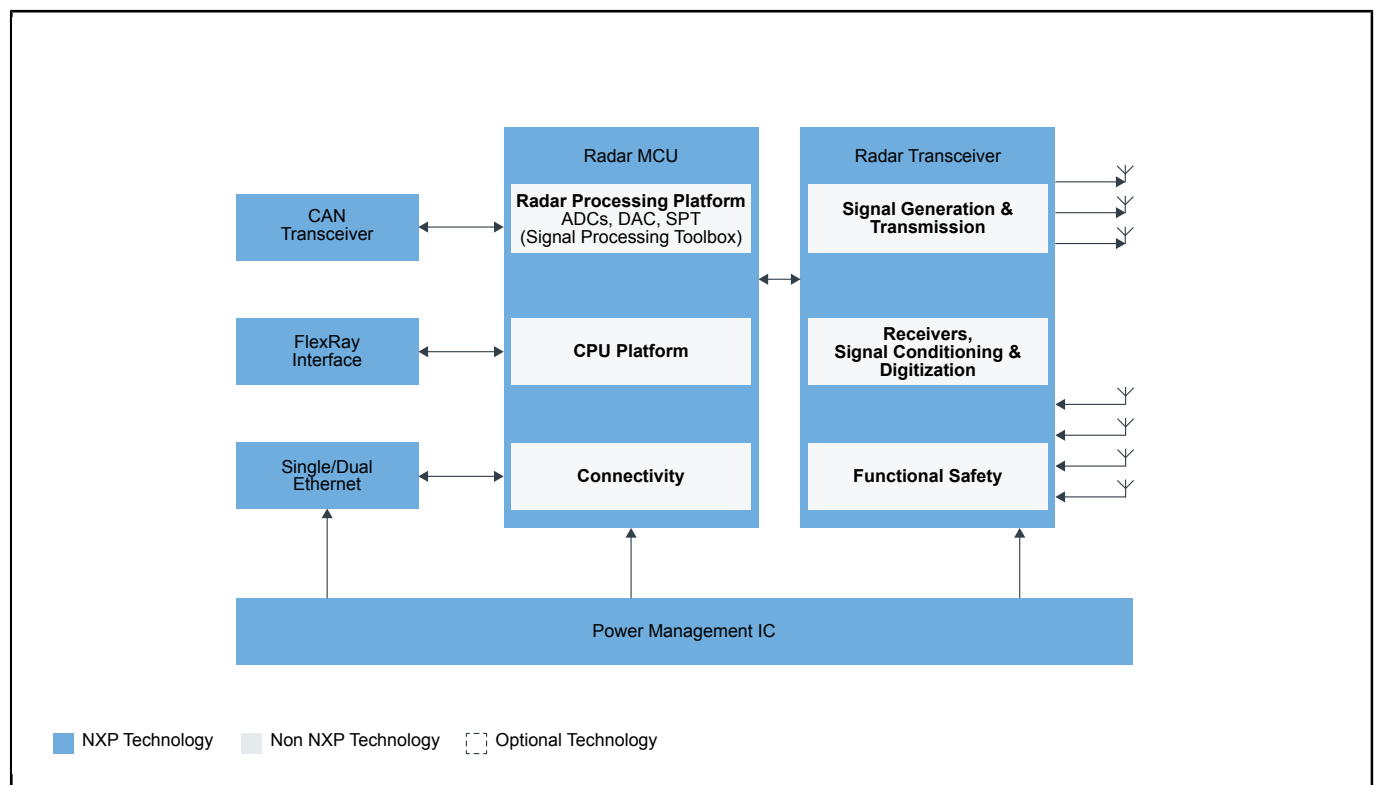 Radar MCU
Radar Transceiver
CAN
Transceiver
Radar Processing Platform
ADCs, DAC, SPT
(Signal Processing Toolbox)
Signal Generation &
Transmission
FlexRay
Interface
CPU Platform
Receivers,
Signal Conditioning &
Digitization
Single/Dual
Ethernet
Connectivity
Functional Safety
Power Management IC
NXP Technology
Non NXP Technology
Optional Technology